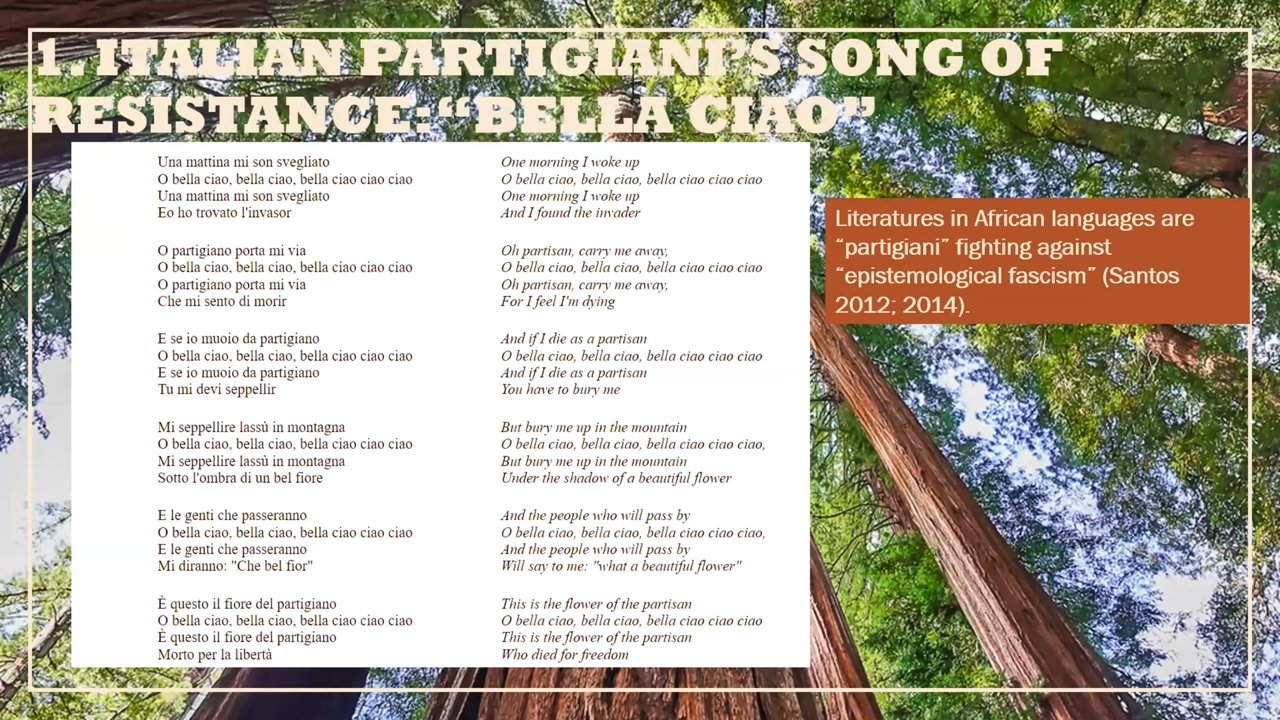 1. ITALIAN PARTIGIANI'S SONG OF
RESISTANCE:“BELLA CIAO”
Una mattina mi son svegliato
O bella ciao, bella ciao, bella ciao ciao ciao
Una mattina mi son svegliato
Eo ho trovato l'invasor
O partigiano porta mi via
O bella ciao, bella ciao, bella ciao ciao ciao
O partigiano porta mi via
Che mi sento di morir
E se io muoio da partigiano
O bella ciao, bella ciao, bella ciao ciao ciao
E se io muoio da partigiano
Tu mi devi seppellir
Mi seppellire lassù in montagna
O bella ciao, bella ciao, bella ciao ciao ciao
Mi seppellire lassù in montagna
Sotto l'ombra di un bel fiore
E le genti che passeranno
O bella ciao, bella ciao, bella ciao ciao ciao
E le genti che passeranno
Mi diranno: "Che bel fior"
È questo il fiore del partigiano
O bella ciao, bella ciao, bella ciao ciao ciao
È questo il fiore del partigiano
Morto per la libertà
One morning I woke up
O bella ciao, bella ciao, bella ciao ciao ciao
One morning I woke up
And I found the invader
Oh partisan, carry me away,
O bella ciao, bella ciao, bella ciao ciao ciao
Oh partisan, carry me away,
For I feel I'm dying
And if I die as a partisan
O bella ciao, bella ciao, bella ciao ciao ciao
And if I die as a partisan
You have to bury me
But bury me up in the mountain
O bella ciao, bella ciao, bella ciao ciao ciao,
But bury me up in the mountain
Under the shadow of a beautiful flower
And the people who will pass by
O bella ciao, bella ciao, bella ciao ciao ciao,
And the people who will pass by
Will say to me: "what a beautiful flower"
This is the flower of the partisan
O bella ciao, bella ciao, bella ciao ciao ciao
This is the flower of the partisan
Who died for freedom
Literatures in African languages are
“partigiani” fighting against
“epistemological fascism” (Santos
2012; 2014).